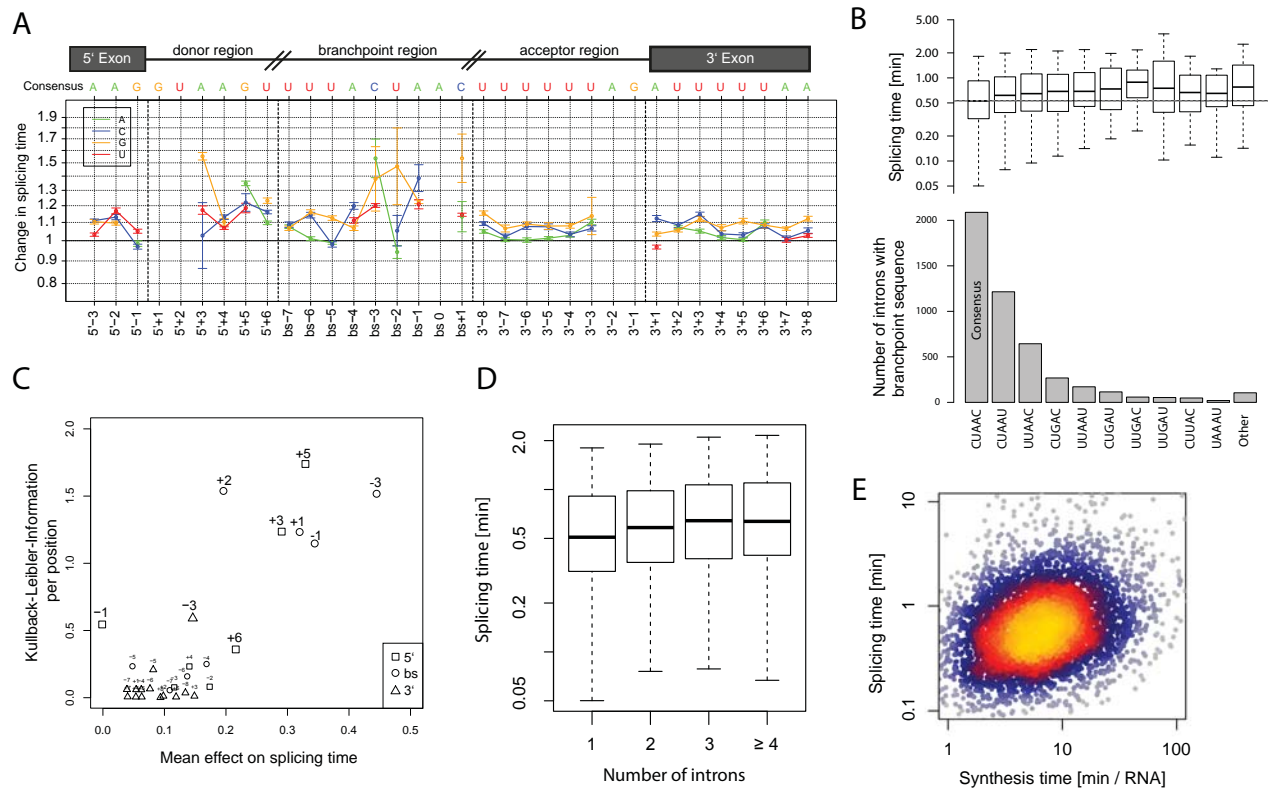 A
5‘ Exon donor region branchpoint region acceptor region 3‘ Exon
Consensus A A G G U A A G U U U U A C U A A C U U U U U U A G A U U U U U A A
Change in splicing time
1.9
1.7
1.5
1.3
1.2
1.1
1
0.9
0.8
A
C
G
U
5'−3 5'−2 5'−1 5'+1 5'+2 5'+3 5'+4 5'+5 5'+6 bs−7 bs−6 bs−5 bs−4 bs−3 bs−2 bs−1 bs 0 bs+1 3'−8 3'−7 3'−6 3'−5 3'−4 3'−3 3'−2 3'−1 3'+1 3'+2 3'+3 3'+4 3'+5 3'+6 3'+7 3'+8
B
Splicing time [min]
5.00
2.00
1.00
0.50
0.20
0.10
0.05
Number of introns with
branchpoint sequence
2000
1500
1000
500
0
Consensus
CUAAC CUAAU UUAAC CUGAC UUAAU CUGAU UUGAC UUGAU CUUAC UAAAU Other
C
Kullback-Leibler-Information
per position
2.0
1.5
1.0
0.5
0.0
+5
+2
-3
+3
+1
-1
−1
−3
+6
−5
−5
+4
−4
−2
5‘
bs
3‘
0.0 0.1 0.2 0.3 0.4 0.5
Mean effect on splicing time
D
Splicing time [min]
2.0
0.5
0.2
0.05
1 2 3 ≥ 4
Number of introns
E
Splicing time [min]
10
1
0.1
1 10 100
Synthesis time [min / RNA]